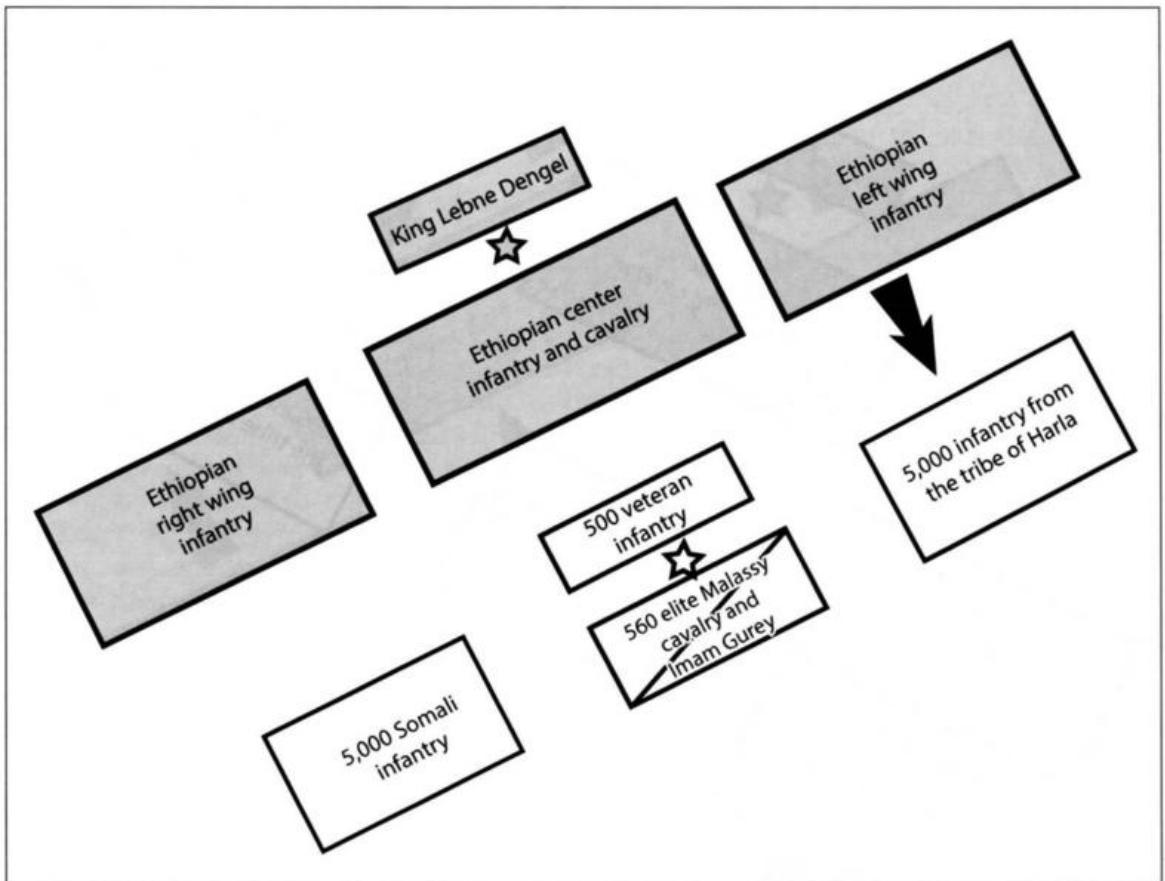 King Lebne Dengel
Ethiopian
left wing
infantry
Ethiopian center
infantry and cavalry
Ethiopian
right wing
infantry
5,000 infantry from
the tribe of Harla
500 veteran
infantry
560 elite Malassy
cavalry and
Imam Gurey
5,000 Somali
infantry